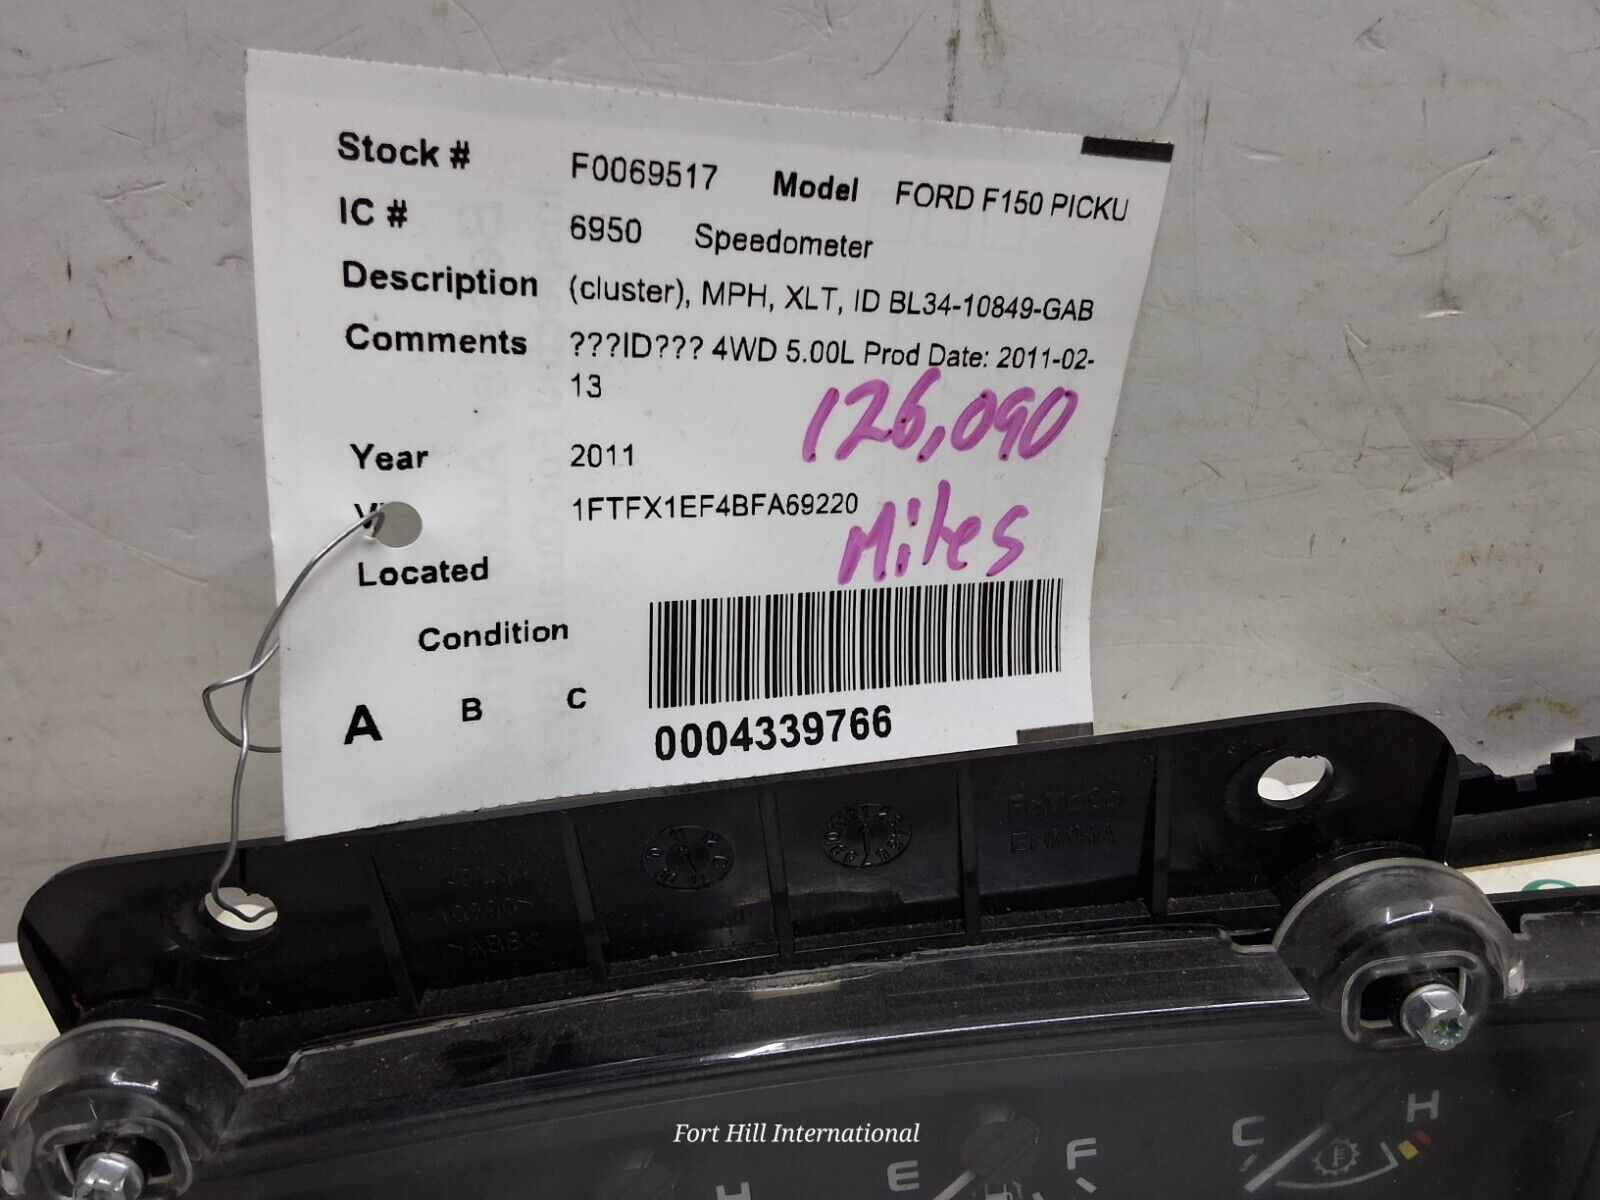 Stock # F0069517 Model FORD F150 PICKU
IC # 6950 Speedometer
Description (cluster), MPH, XLT, ID BL34-10849-GAB
Comments ???ID??? 4WD 5.00L Prod Date: 2011-02-
13
126,090
Year 2011
1FTFX1EF4BFA69220
Miles
Located
Condition
A B C
0004339766
FoMoCo
>ABS<
H
C
F
E
H
Fort Hill International